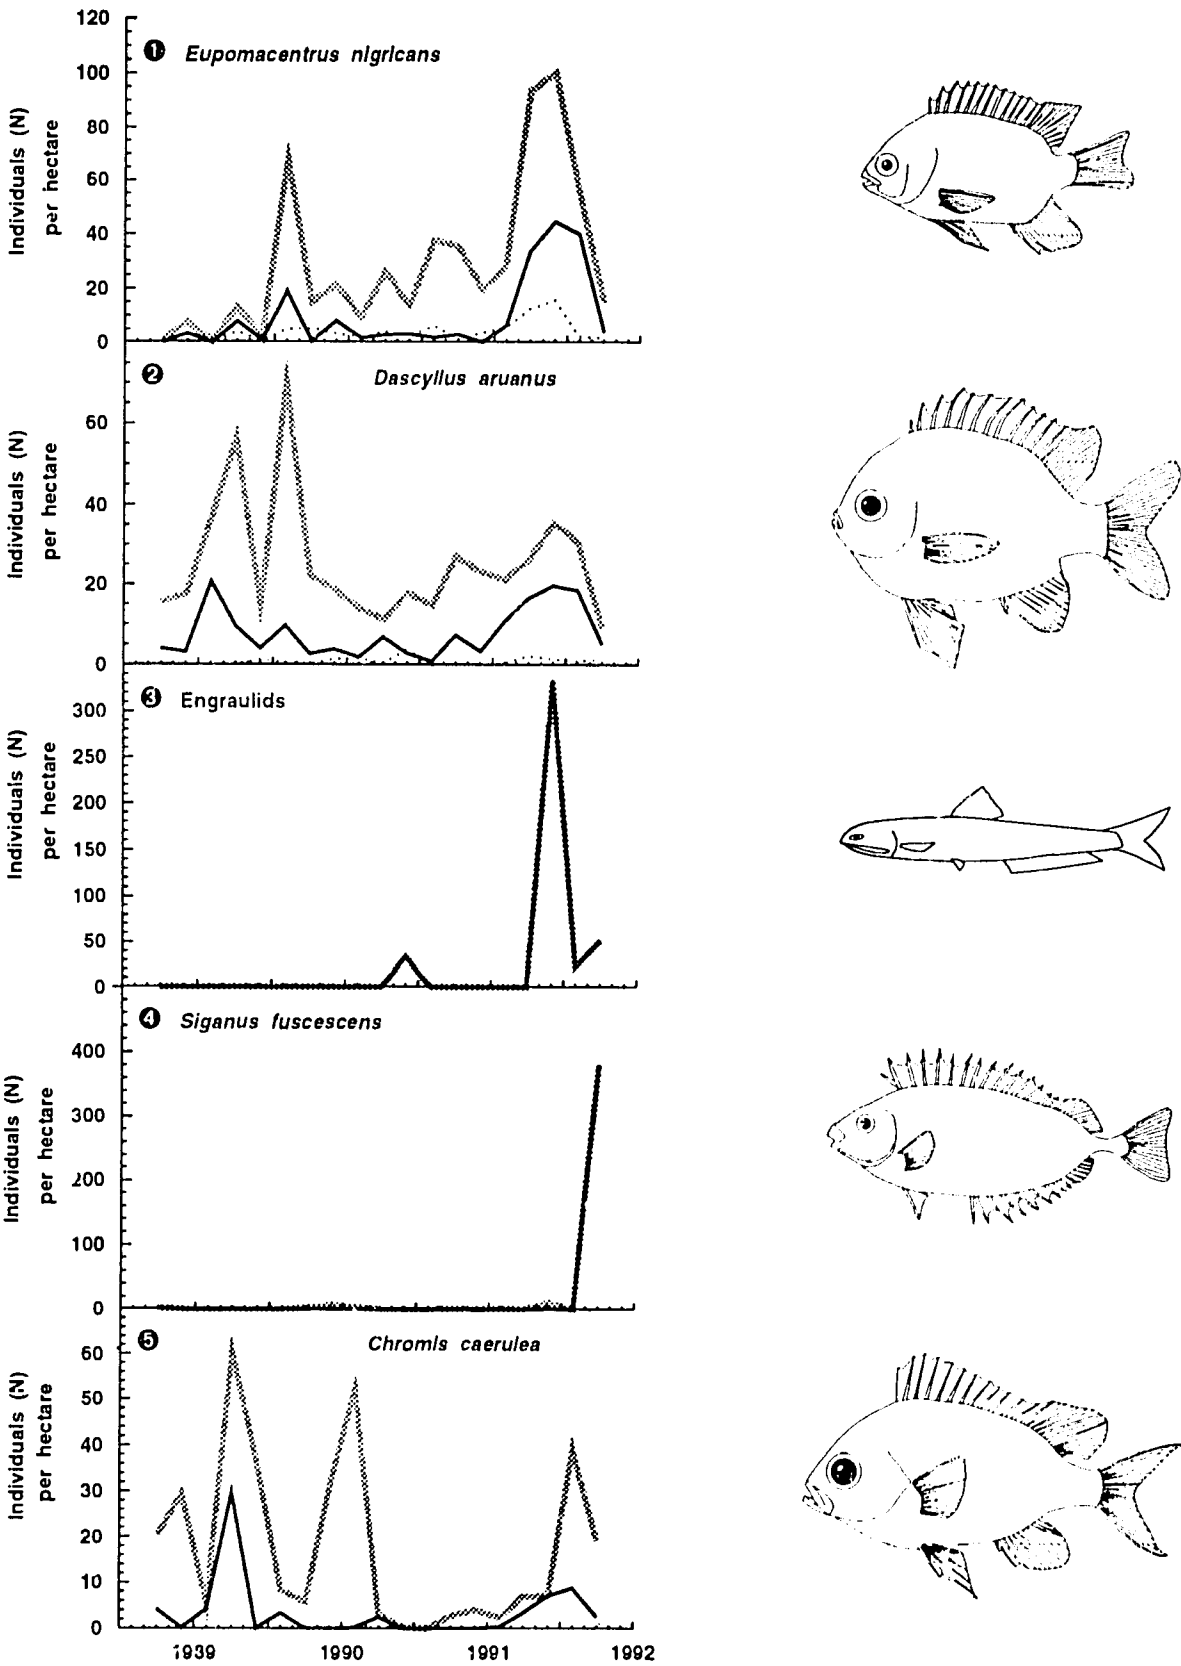 120
100
80
60
40
20
0
Individuals (N)
per hectare
❶ Eupomacentrus nigricans
60
40
20
0
Individuals (N)
per hectare
❷ Dascyllus aruanus
300
250
200
150
100
50
0
Individuals (N)
per hectare
❸ Engraulids
400
300
200
100
0
Individuals (N)
per hectare
❹ Siganus fuscescens
60
50
40
30
20
10
0
Individuals (N)
per hectare
❺ Chromis caerulea
1939 1990 1991 1992